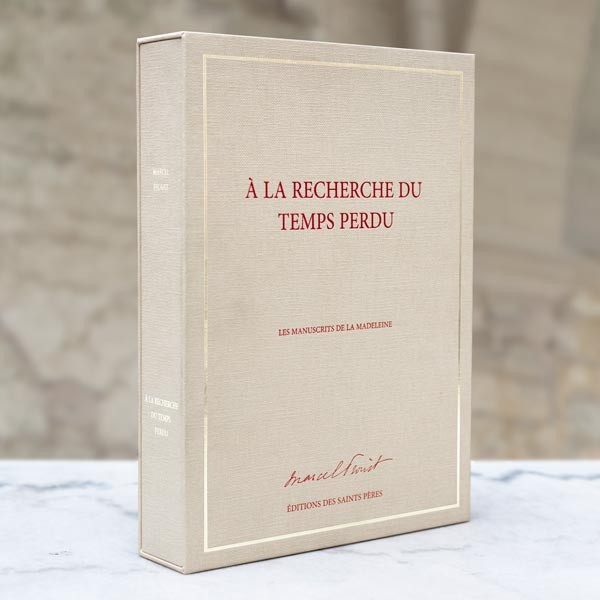 MARCEL
PROUST
À LA RECHERCHE
DU TEMPS
PERDU
À LA RECHERCHE DU
TEMPS PERDU
LES MANUSCRITS DE LA MADELEINE
Marcel Proust
ÉDITIONS DES SAINTS PÈRES